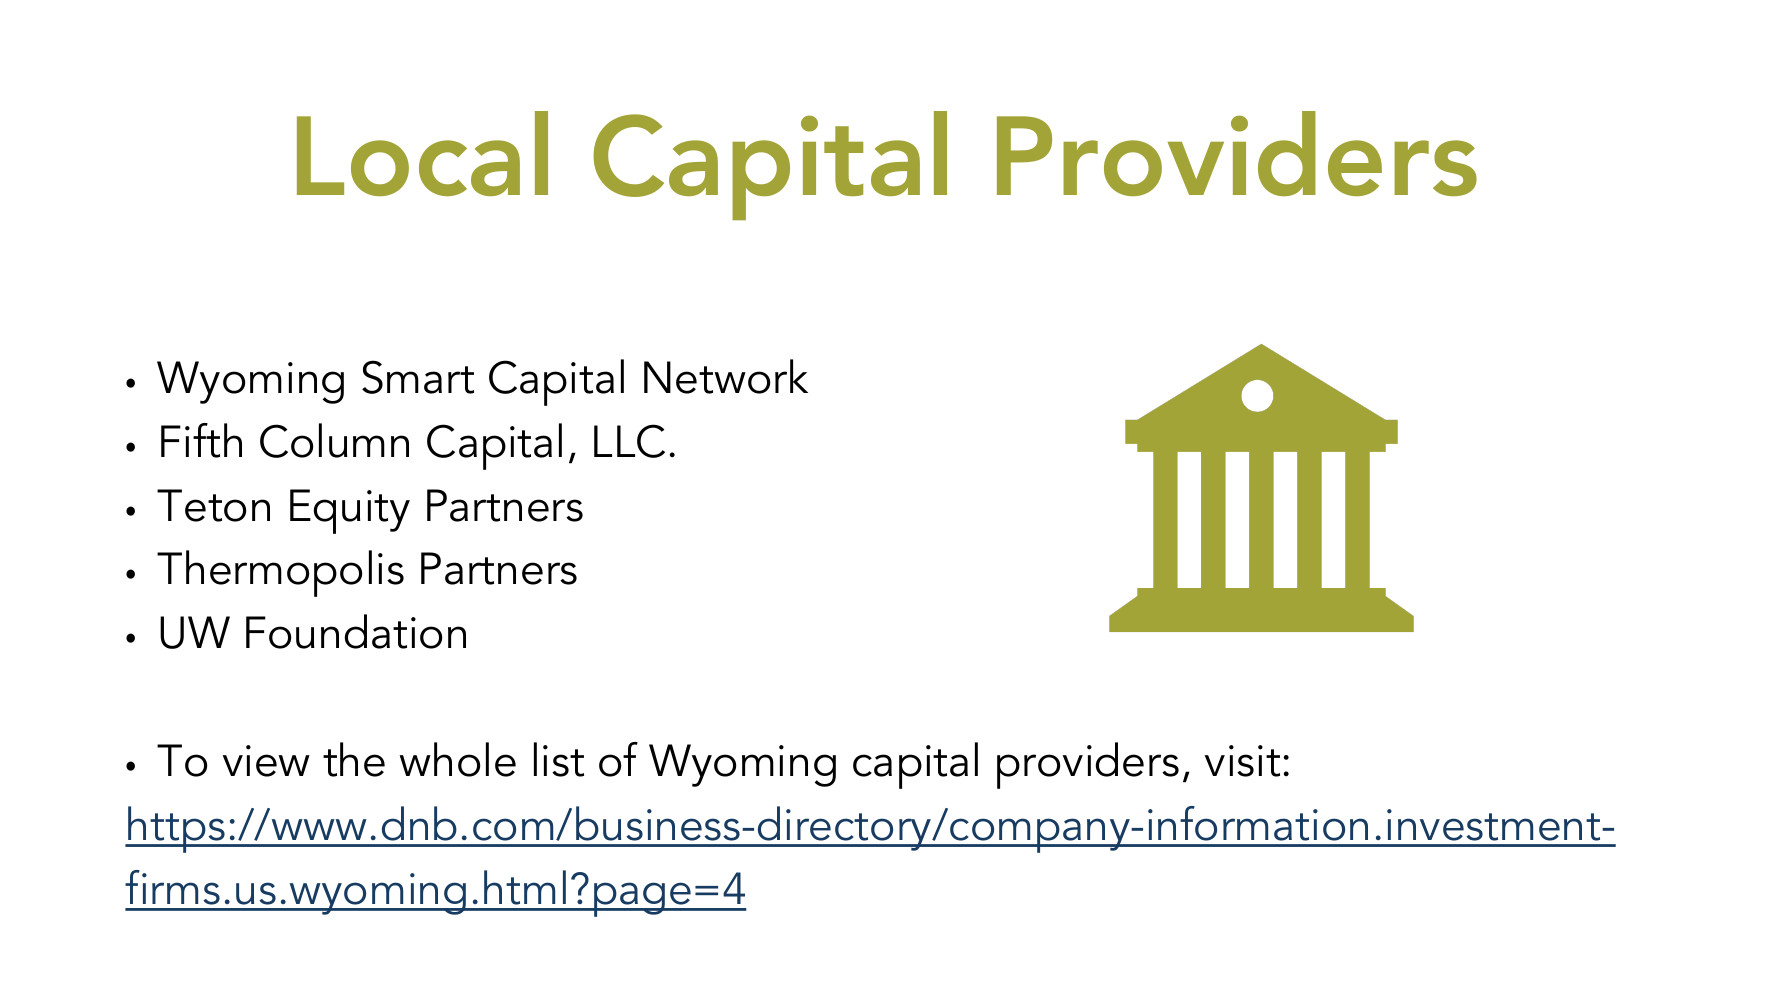 Local Capital Providers
• Wyoming Smart Capital Network
• Fifth Column Capital, LLC.
• Teton Equity Partners
• Thermopolis Partners
• UW Foundation
• To view the whole list of Wyoming capital providers, visit:
https://www.dnb.com/business-directory/company-information.investment-
firms.us.wyoming.html?page=4